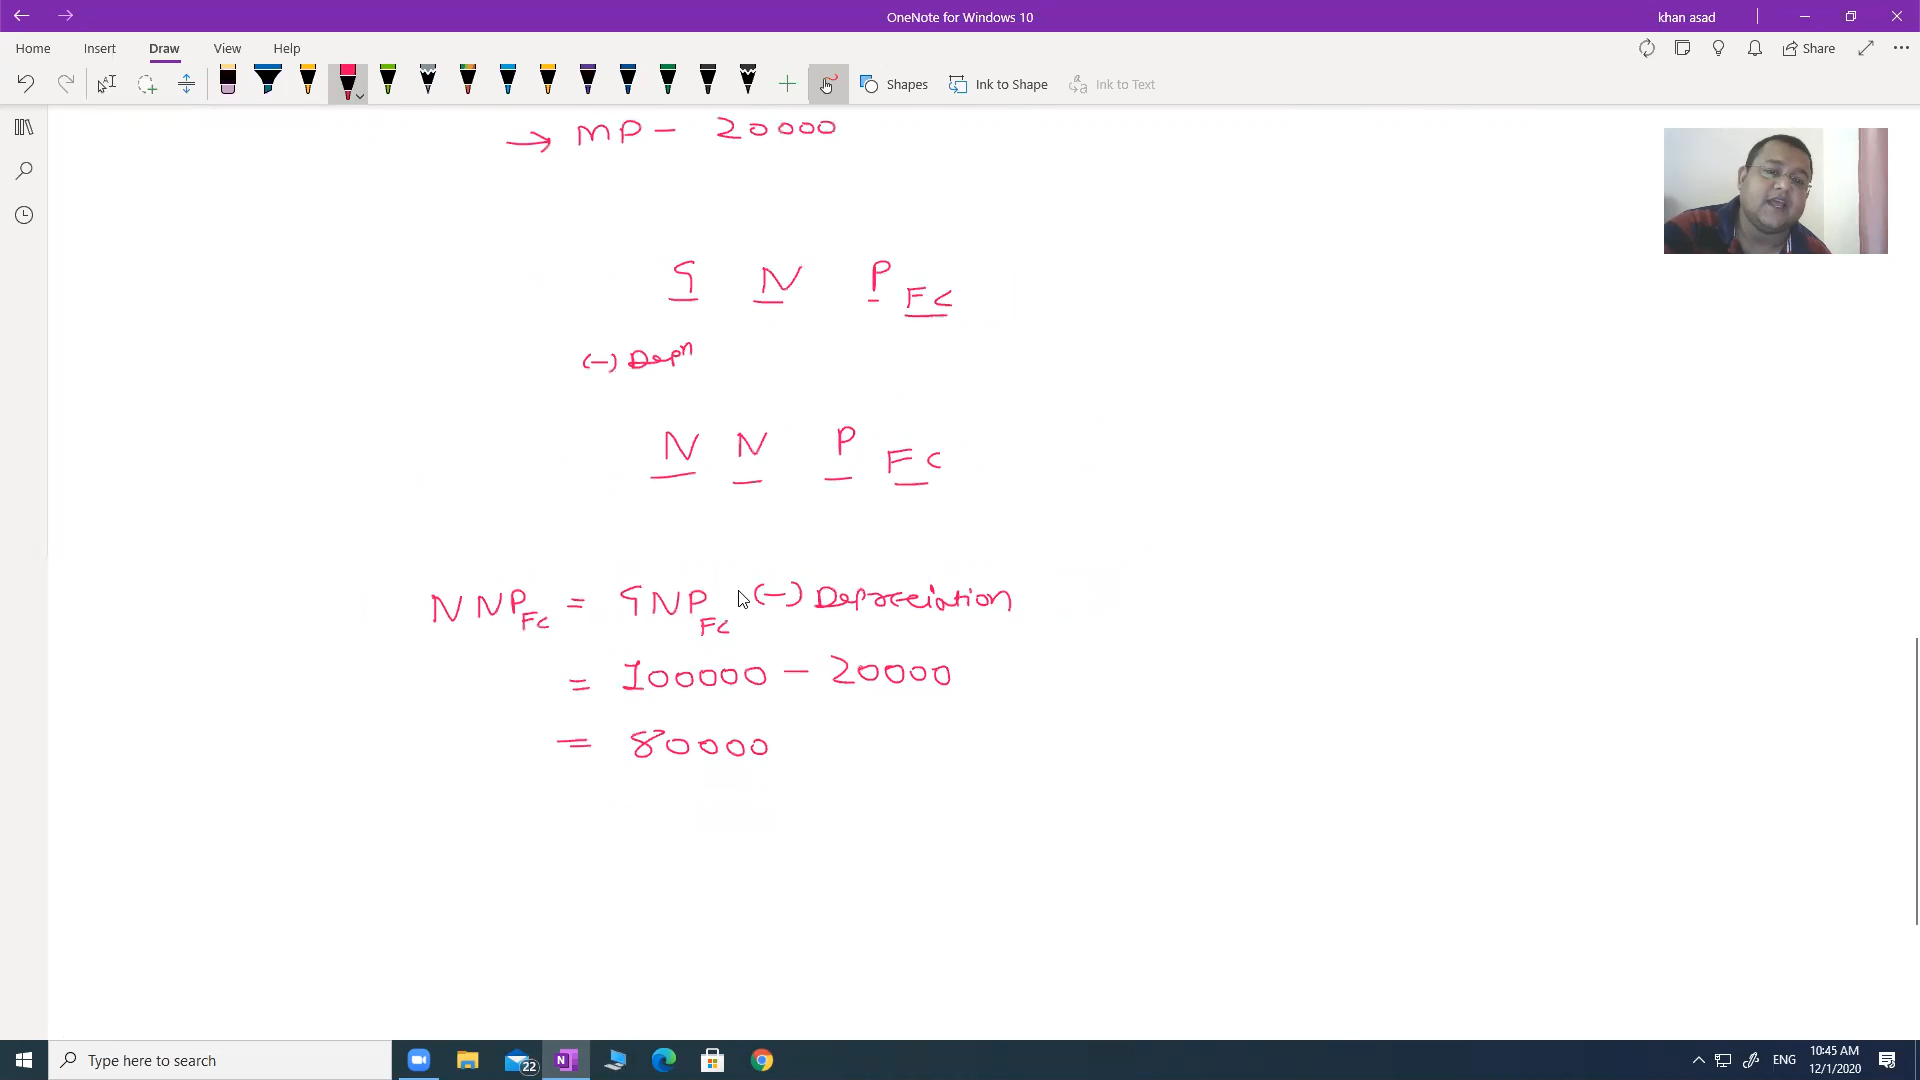 OneNote for Windows 10
khan asad
Home Insert Draw View Help
Share
Shapes Ink to Shape Ink to Text
→ MP - 20000
G N P FC
(-) Depn
N N P FC
NNP FC = GNP FC (-) Depreciation
= 100000 - 20000
= 80000
Type here to search
22
ENG
10:45 AM
12/1/2020